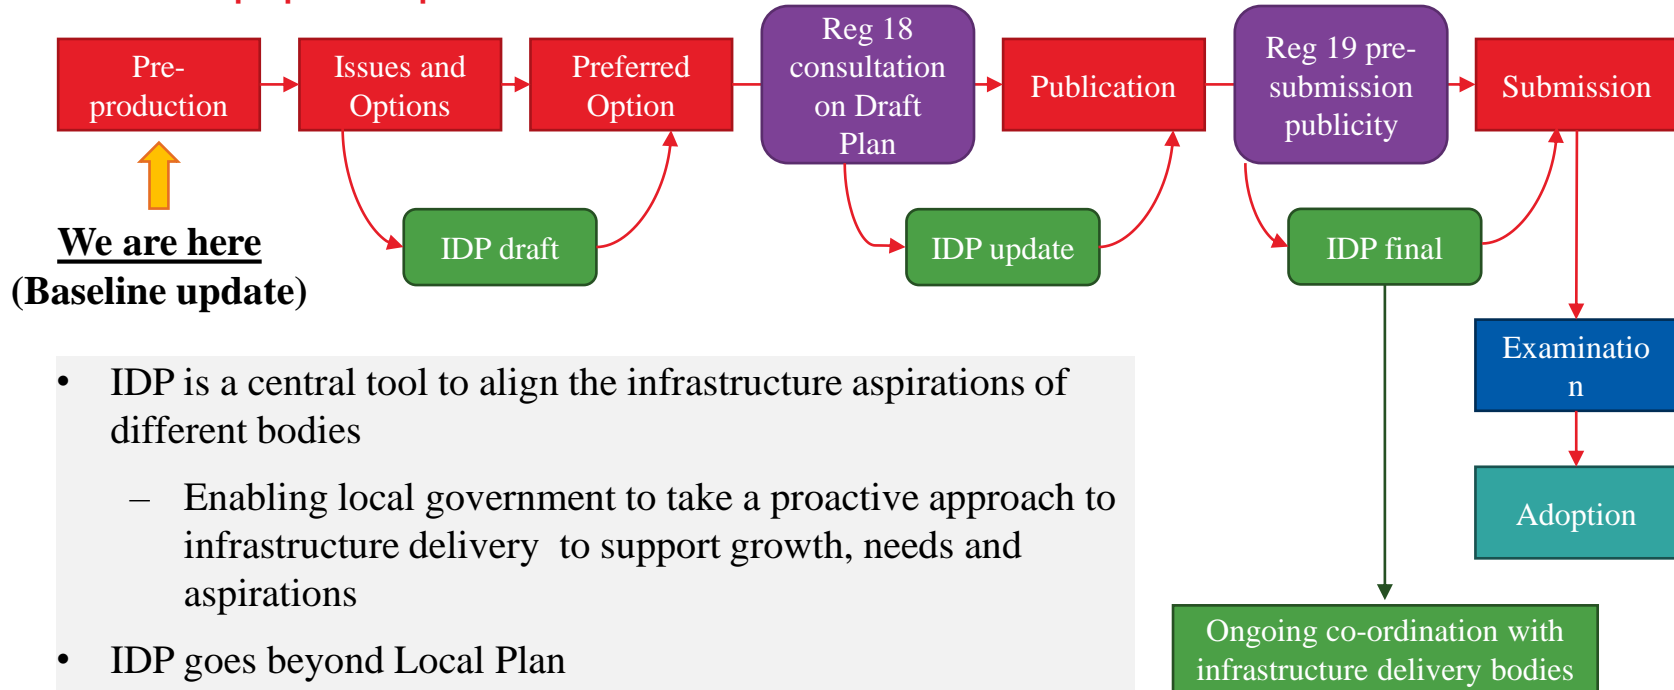 Pre-
production
Issues and
Options
Preferred
Option
Reg 18
consultation
on Draft
Plan
Publication
Reg 19 pre-
submission
publicity
Submission
We are here
(Baseline update)
IDP draft
IDP update
IDP final
Examinatio
n
Adoption
• IDP is a central tool to align the infrastructure aspirations of
different bodies
– Enabling local government to take a proactive approach to
infrastructure delivery to support growth, needs and
aspirations
• IDP goes beyond Local Plan
Ongoing co-ordination with
infrastructure delivery bodies